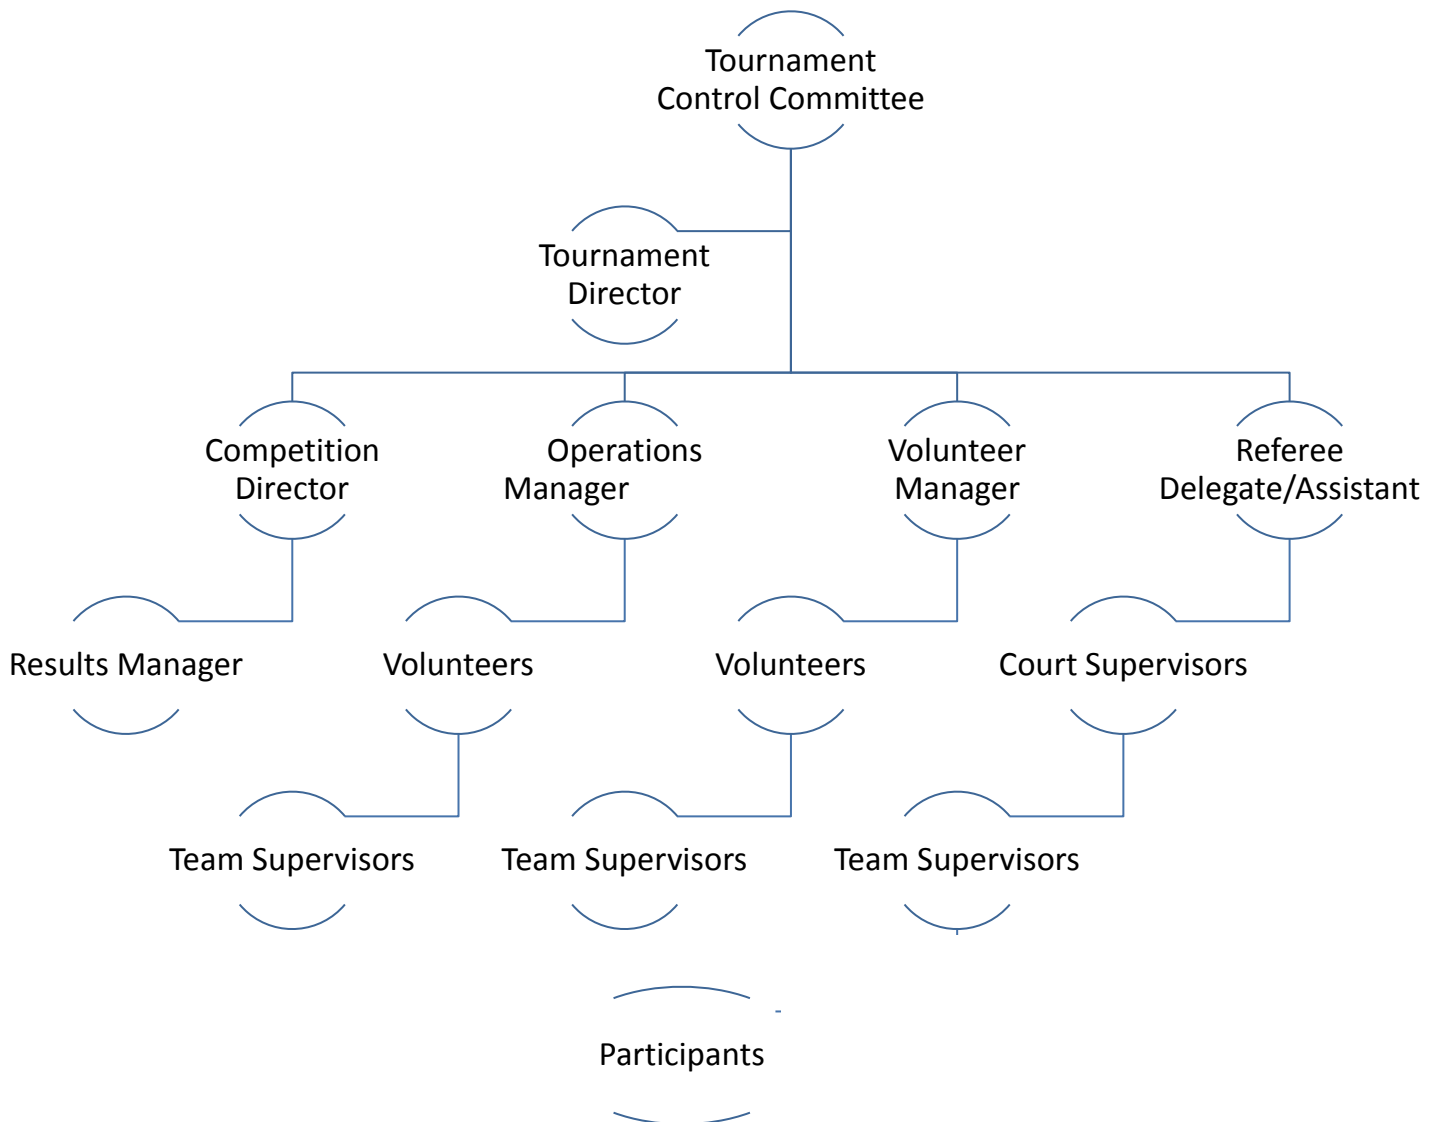 Tournament
Control Committee
Tournament
Director
Competition
Director
Operations
Manager
Volunteer
Manager
Referee
Delegate/Assistant
Results Manager
Volunteers
Volunteers
Court Supervisors
Team Supervisors
Team Supervisors
Team Supervisors
Participants